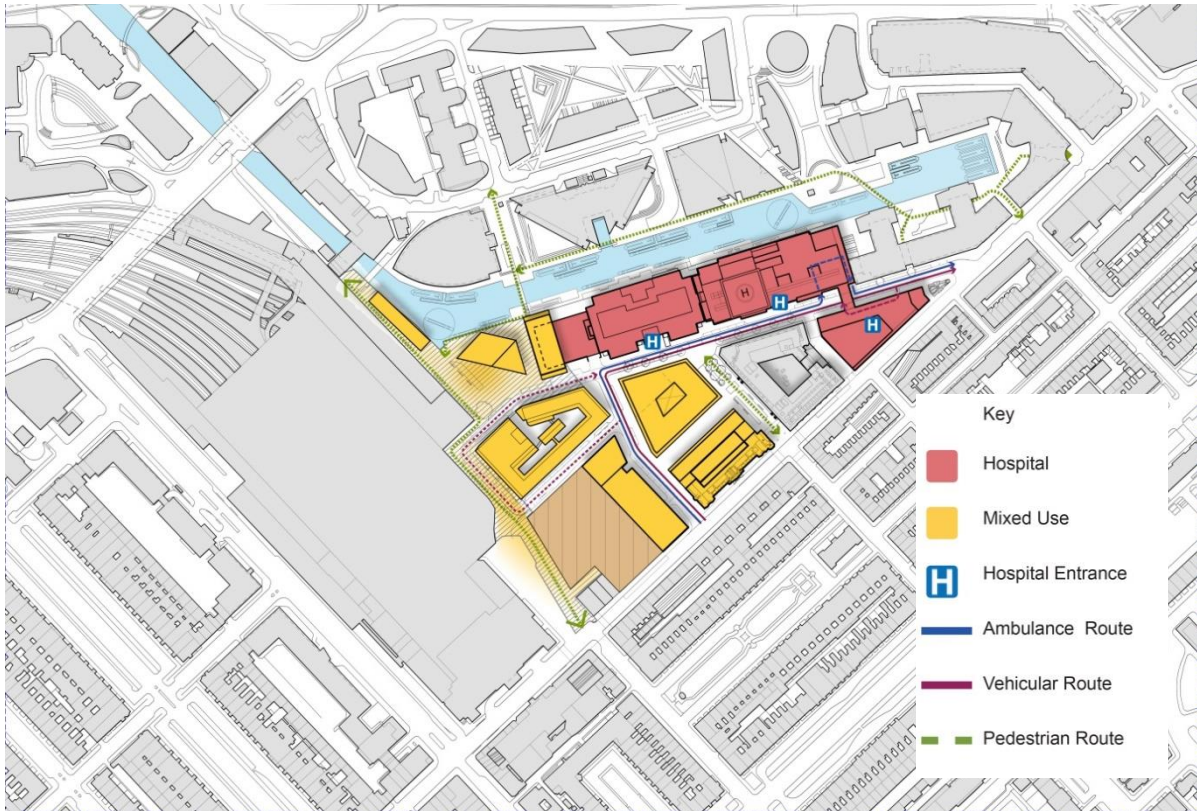 H
H
H
H
Key
Hospital
Mixed Use
H
Hospital Entrance
Ambulance Route
Vehicular Route
Pedestrian Route